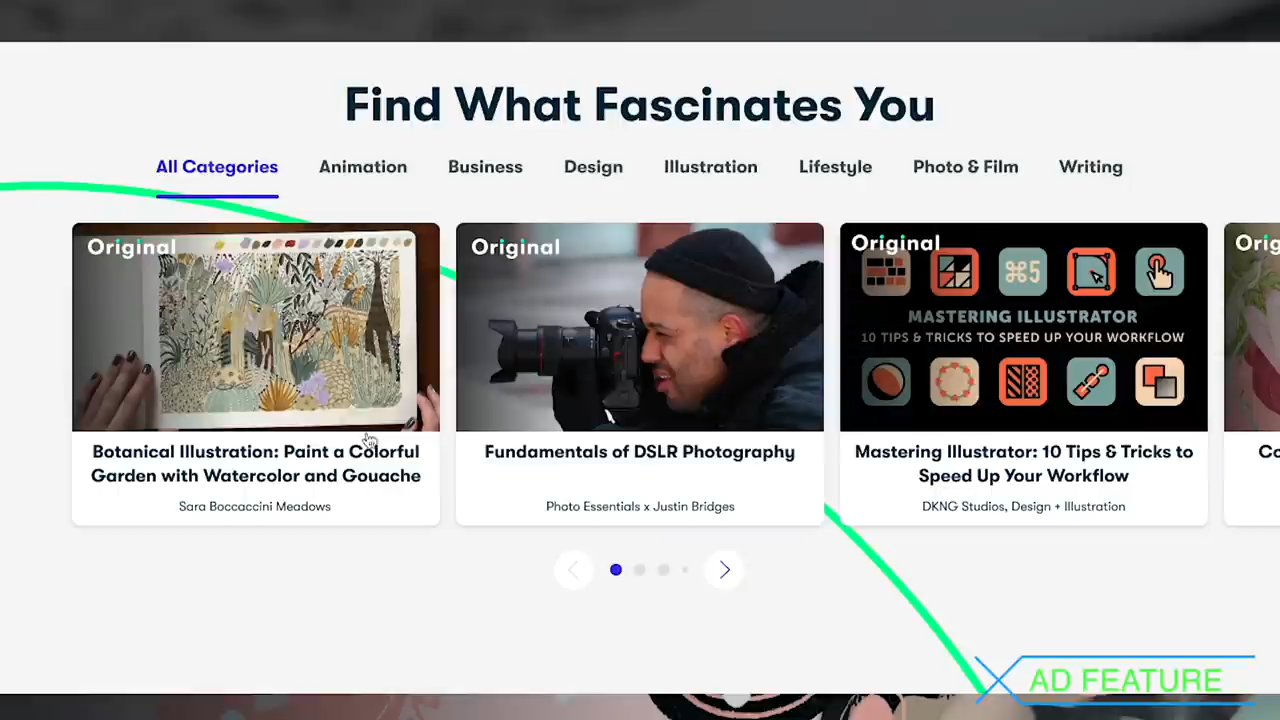 Find What Fascinates You
All Categories
Animation
Business
Design
Illustration
Lifestyle
Photo & Film
Writing
Original
Botanical Illustration: Paint a Colorful
Garden with Watercolor and Gouache
Sara Boccaccini Meadows
Original
Fundamentals of DSLR Photography
Photo Essentials x Justin Bridges
Original
⌘5
MASTERING ILLUSTRATOR
10 TIPS & TRICKS TO SPEED UP YOUR WORKFLOW
Mastering Illustrator: 10 Tips & Tricks to
Speed Up Your Workflow
DKNG Studios, Design + Illustration
Orig
Co
AD FEATURE